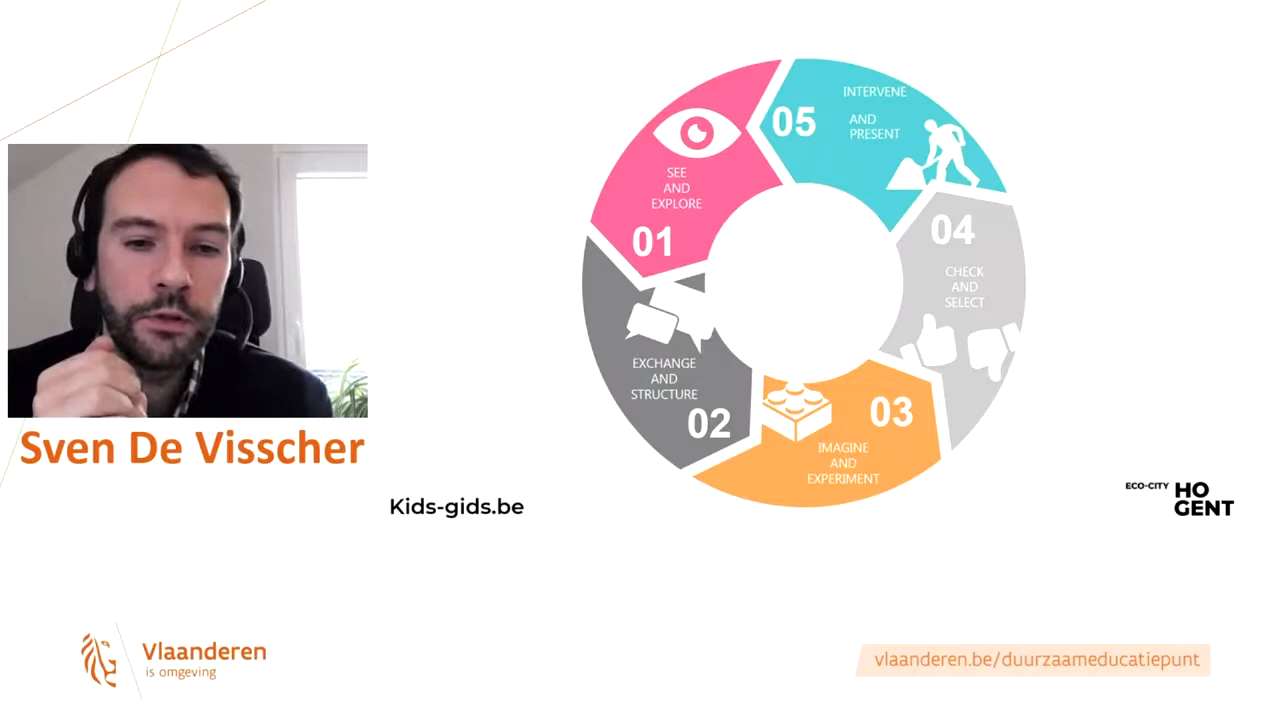 INTERVENE
05
AND
PRESENT
SEE
AND
EXPLORE
01
04
CHECK
AND
SELECT
EXCHANGE
AND
STRUCTURE
02
03
IMAGINE
AND
EXPERIMENT
Sven De Visscher
Kids-gids.be
ECO-CITY HO
GENT
Vlaanderen
is omgeving
vlaanderen.be/duurzaameducatiepunt